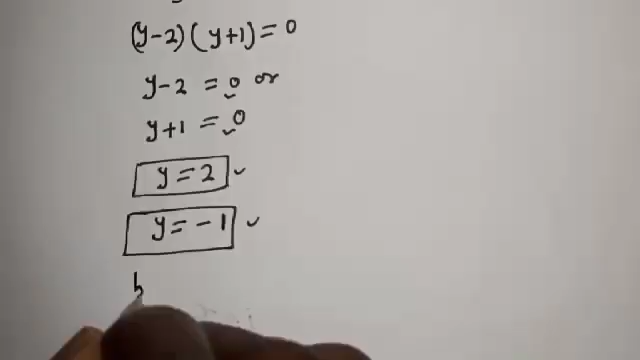 (y-2)(y+1)=0
y-2 = 0 or
y+1 = 0
y = 2
y = -1